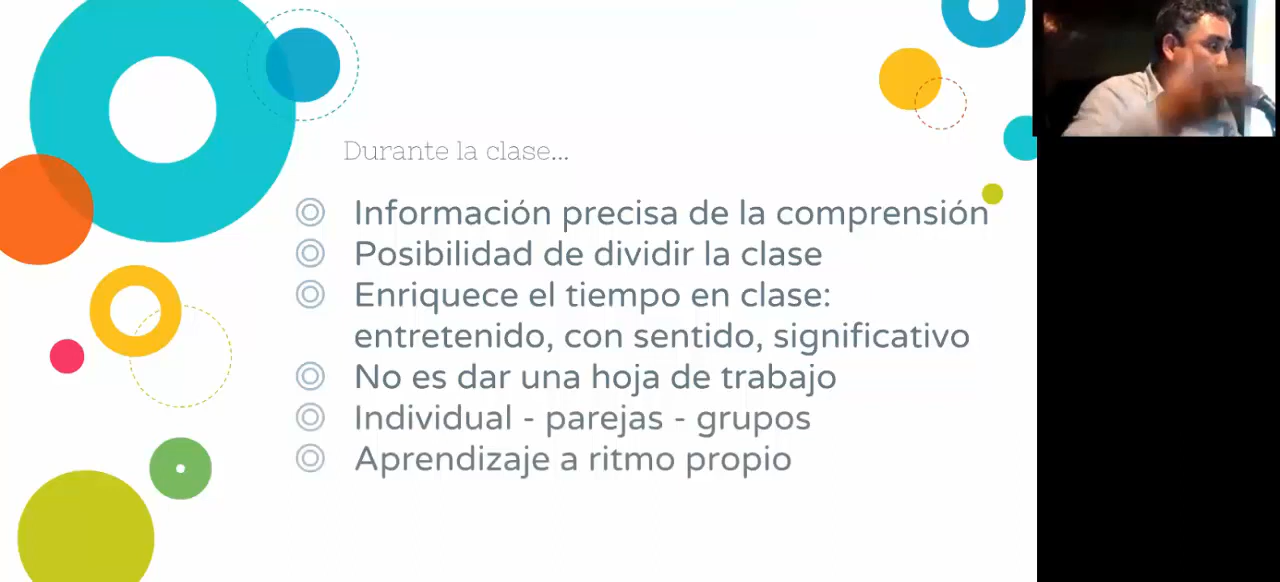 Durante la clase...
Información precisa de la comprensión
Posibilidad de dividir la clase
Enriquece el tiempo en clase:
entretenido, con sentido, significativo
No es dar una hoja de trabajo
Individual - parejas - grupos
Aprendizaje a ritmo propio